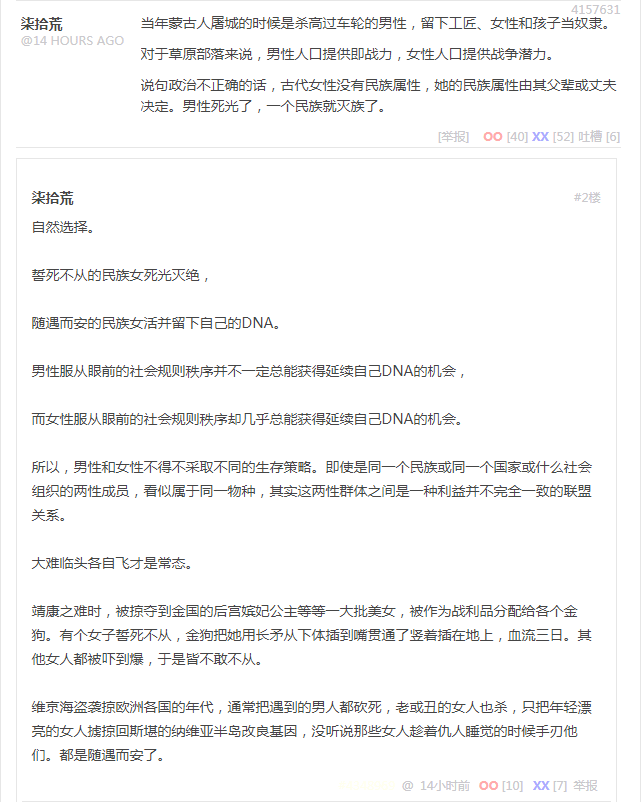 4157631
柒拾荒
@14 HOURS AGO
当年蒙古人屠城的时候是杀高过车轮的男性，留下工匠、女性和孩子当奴隶。
对于草原部落来说，男性人口提供即战力，女性人口提供战争潜力。
说句政治不正确的话，古代女性没有民族属性，她的民族属性由其父辈或丈夫
决定。男性死光了，一个民族就灭族了。
[举报] OO [40] XX [52] 吐槽 [6]
柒拾荒 #2楼
自然选择。
誓死不从的民族女死光灭绝，
随遇而安的民族女活并留下自己的DNA。
男性服从眼前的社会规则秩序并不一定总能获得延续自己DNA的机会，
而女性服从眼前的社会规则秩序却几乎总能获得延续自己DNA的机会。
所以，男性和女性不得不采取不同的生存策略。即使是同一个民族或同一个国家或什么社会
组织的两性成员，看似属于同一物种，其实这两性群体之间是一种利益并不完全一致的联盟
关系。
大难临头各自飞才是常态。
靖康之难时，被掠夺到金国的后宫嫔妃公主等等一大批美女，被作为战利品分配给各个金
狗。有个女子誓死不从，金狗把她用长矛从下体插到嘴贯通了竖着插在地上，血流三日。其
他女人都被吓到爆，于是皆不敢不从。
维京海盗袭掠欧洲各国的年代，通常把遇到的男人都砍死，老或丑的女人也杀，只把年轻漂
亮的女人掳掠回斯堪的纳维亚半岛改良基因，没听说那些女人趁着仇人睡觉的时候手刃他
们。都是随遇而安了。
@ 14小时前 OO [10] XX [7] 举报